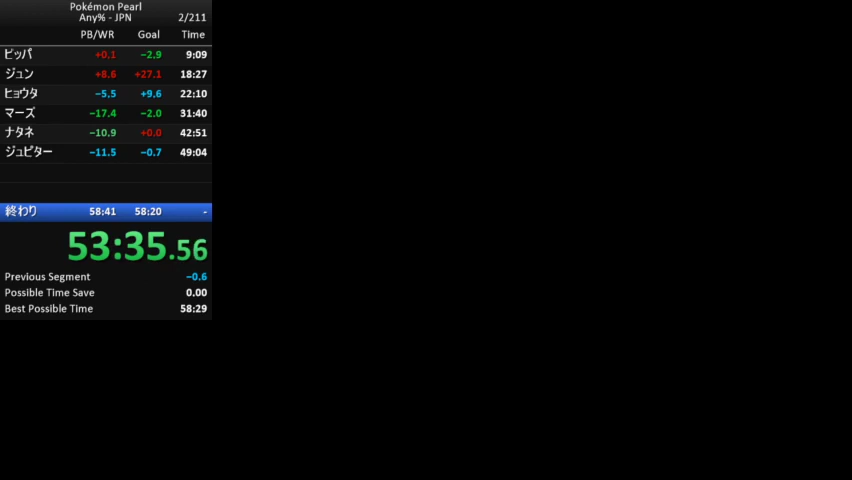 Pokémon Pearl
Any% - JPN 2/211
PB/WR Goal Time
ピッパ +0.1 −2.9 9:09
ジュン +8.6 +27.1 18:27
ヒョウタ −5.5 +9.6 22:10
マーズ −17.4 −2.0 31:40
ナタネ −10.9 +0.0 42:51
ジュピター −11.5 −0.7 49:04
終わり 58:41 58:20 -
53:35.56
Previous Segment −0.6
Possible Time Save 0.00
Best Possible Time 58:29